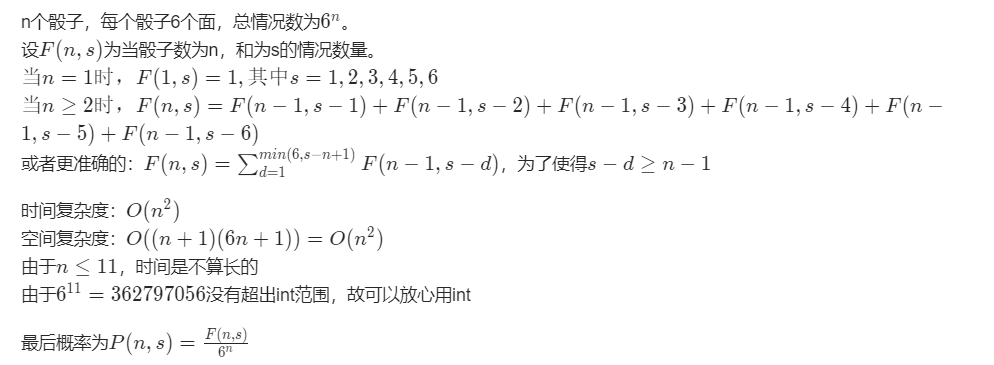 n个骰子，每个骰子6个面，总情况数为$6^n$。
设$F(n,s)$为当骰子数为n，和为s的情况数量。
当$n=1$时，$F(1,s)=1$,其中$s=1,2,3,4,5,6$
当$n\geq2$时，$F(n,s)=F(n-1,s-1)+F(n-1,s-2)+F(n-1,s-3)+F(n-1,s-4)+F(n-$
$1,s-5)+F(n-1,s-6)$
或者更准确的：$F(n,s)=\sum_{d=1}^{min(6,s-n+1)}F(n-1,s-d)$，为了使得$s-d\geq n-1$
时间复杂度：$O(n^2)$
空间复杂度：$O((n+1)(6n+1))=O(n^2)$
由于$n\leq11$，时间是不算长的
由于$6^{11}=362797056$没有超出int范围，故可以放心用int
最后概率为$P(n,s)=\frac{F(n,s)}{6^n}$